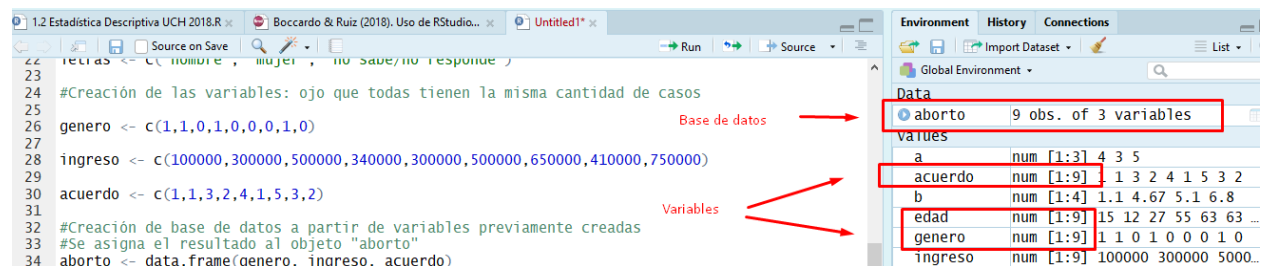 1.2 Estadística Descriptiva UCH 2018.R
Boccardo & Ruiz (2018). Uso de RStudio...
Untitled1*
Source on Save
Run
Source
22 letras <- c("hombre", "mujer", "no sabe/no responde")
23
24 #Creación de las variables: ojo que todas tienen la misma cantidad de casos
25
26 genero <- c(1,1,0,1,0,0,0,1,0)
27
28 ingreso <- c(100000,300000,500000,340000,300000,500000,650000,410000,750000)
29
30 acuerdo <- c(1,1,3,2,4,1,5,3,2)
31
32 #Creación de base de datos a partir de variables previamente creadas
33 #Se asigna el resultado al objeto "aborto"
34 aborto <- data.frame(genero, ingreso, acuerdo)
Base de datos
Variables
Environment History Connections
Import Dataset
List
Global Environment
Data
aborto 9 obs. of 3 variables
Values
a num [1:3] 4 3 5
acuerdo num [1:9] 1 1 3 2 4 1 5 3 2
b num [1:4] 1.1 4.67 5.1 6.8
edad num [1:9] 15 12 27 55 63 63 ...
genero num [1:9] 1 1 0 1 0 0 0 1 0
ingreso num [1:9] 100000 300000 5000...